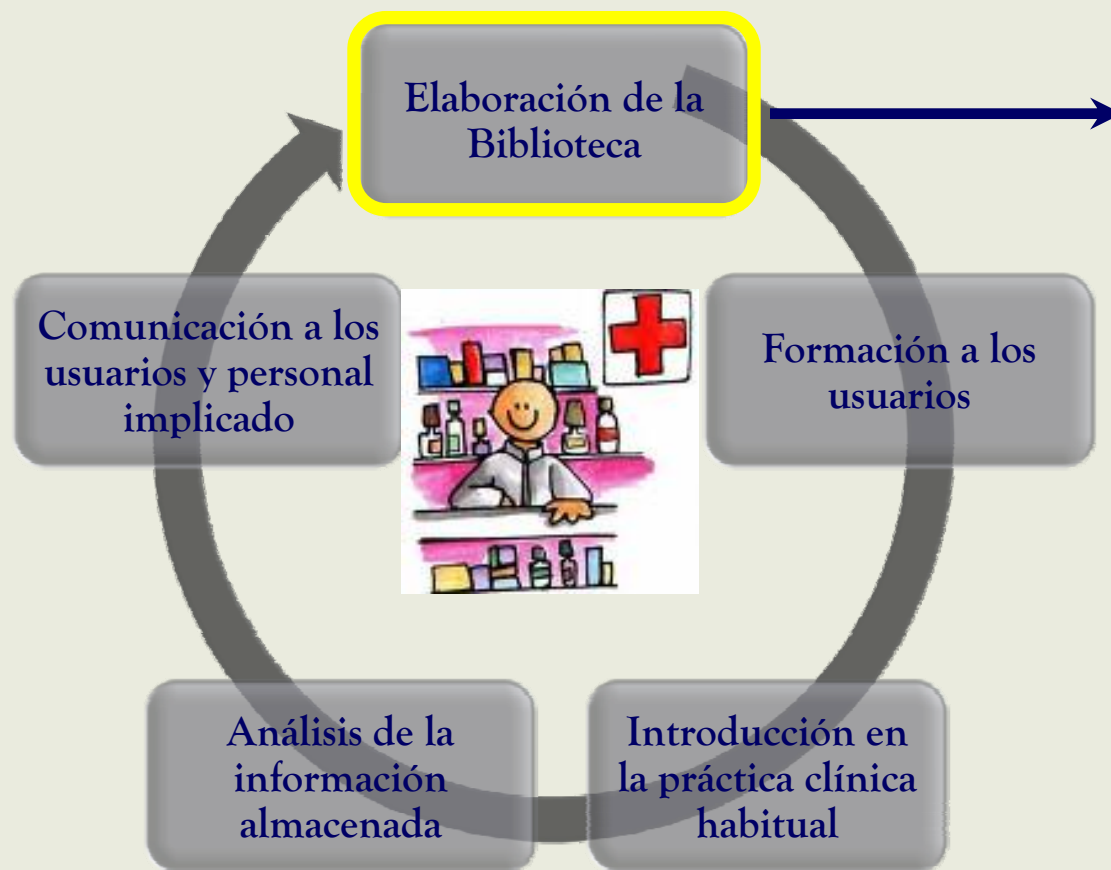 Elaboración de la
Biblioteca
Formación a los
usuarios
Introducción en
la práctica clínica
habitual
Análisis de la
información
almacenada
Comunicación a los
usuarios y personal
implicado